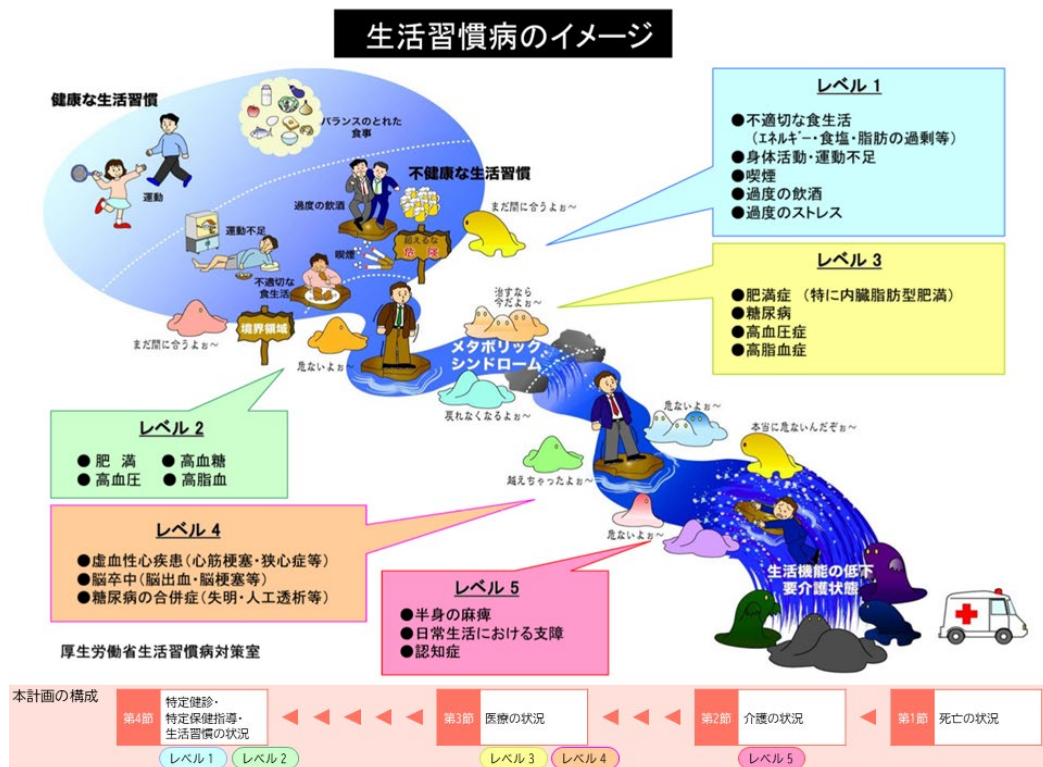 生活習慣病のイメージ
健康な生活習慣
バランスのとれた
食事
運動
不健康な生活習慣
過度の飲酒
まだ間に合うよぉ~
運動不足
喫煙
超えるな
危険
不適切な
食生活
境界領域
まだ間に合うよぉ~
危ないよぉ~
治すなら
今だよぉ~
メタボリック
シンドローム
戻れなくなるよぉ~
危ないよぉ~
越えちゃったよぉ~
本当に危ないんだぞぉ~
危ないよぉ~
生活機能の低下
要介護状態
レベル 1
●不適切な食生活
(エネルギー・食塩・脂肪の過剰等)
●身体活動・運動不足
●喫煙
●過度の飲酒
●過度のストレス
レベル 2
● 肥 満 ● 高血糖
● 高血圧 ● 高脂血
レベル 3
●肥満症 (特に内臓脂肪型肥満)
●糖尿病
●高血圧症
●高脂血症
レベル 4
●虚血性心疾患(心筋梗塞・狭心症等)
●脳卒中(脳出血・脳梗塞等)
●糖尿病の合併症(失明・人工透析等)
レベル 5
●半身の麻痺
●日常生活における支障
●認知症
厚生労働省生活習慣病対策室
本計画の構成
第4節
特定健診・
特定保健指導・
生活習慣の状況
第3節 医療の状況
第2節 介護の状況
第1節 死亡の状況
レベル 1 レベル 2 レベル 3 レベル 4 レベル 5